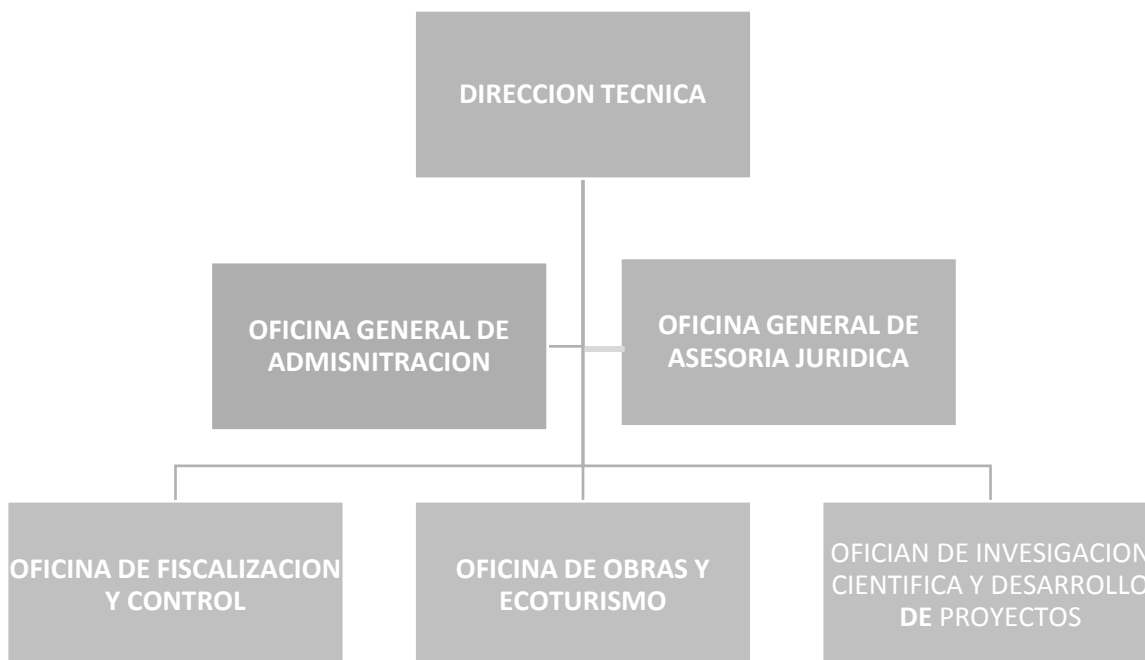 DIRECCION TECNICA
OFICINA GENERAL DE
ADMISNITRACION
OFICINA GENERAL DE
ASESORIA JURIDICA
OFICINA DE FISCALIZACION
Y CONTROL
OFICINA DE OBRAS Y
ECOTURISMO
OFICIAN DE INVESIGACION
CIENTIFICA Y DESARROLLO
DE PROYECTOS